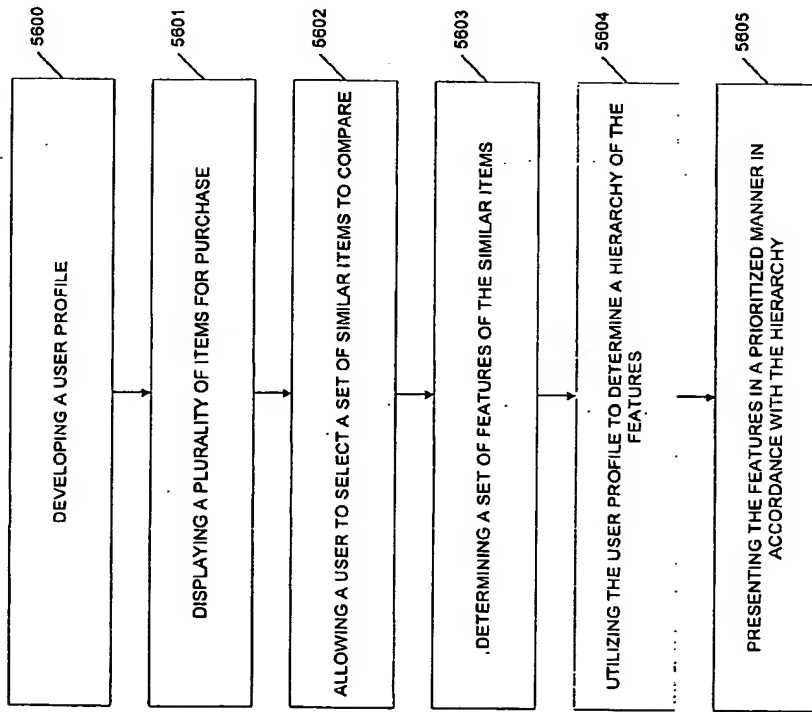 5600
DEVELOPING A USER PROFILE
5601
DISPLAYING A PLURALITY OF ITEMS FOR PURCHASE
5602
ALLOWING A USER TO SELECT A SET OF SIMILAR ITEMS TO COMPARE
5603
DETERMINING A SET OF FEATURES OF THE SIMILAR ITEMS
5604
UTILIZING THE USER PROFILE TO DETERMINE A HIERARCHY OF THE
FEATURES
5605
PRESENTING THE FEATURES IN A PRIORITIZED MANNER IN
ACCORDANCE WITH THE HIERARCHY